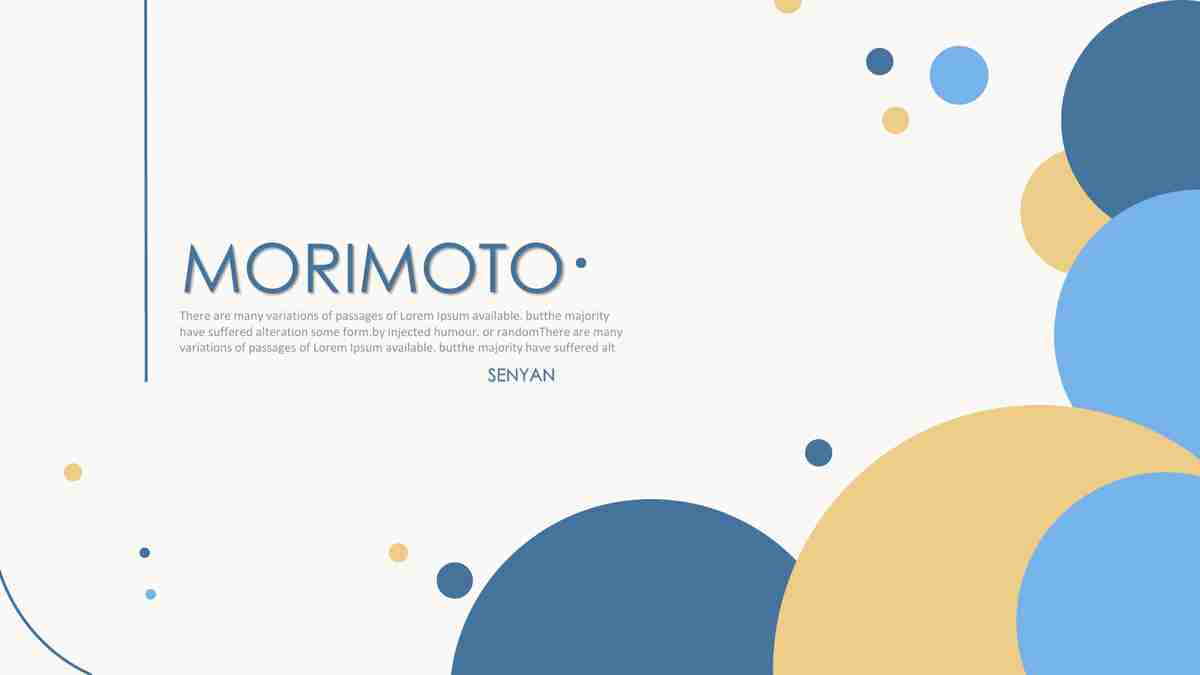 MORIMOTO
There are many variations of passages of Lorem Ipsum available. butthe majority
have suffered alteration some form.by injected humour. or randomThere are many
variations of passages of Lorem Ipsum available. butthe majority have suffered alt
SENYAN